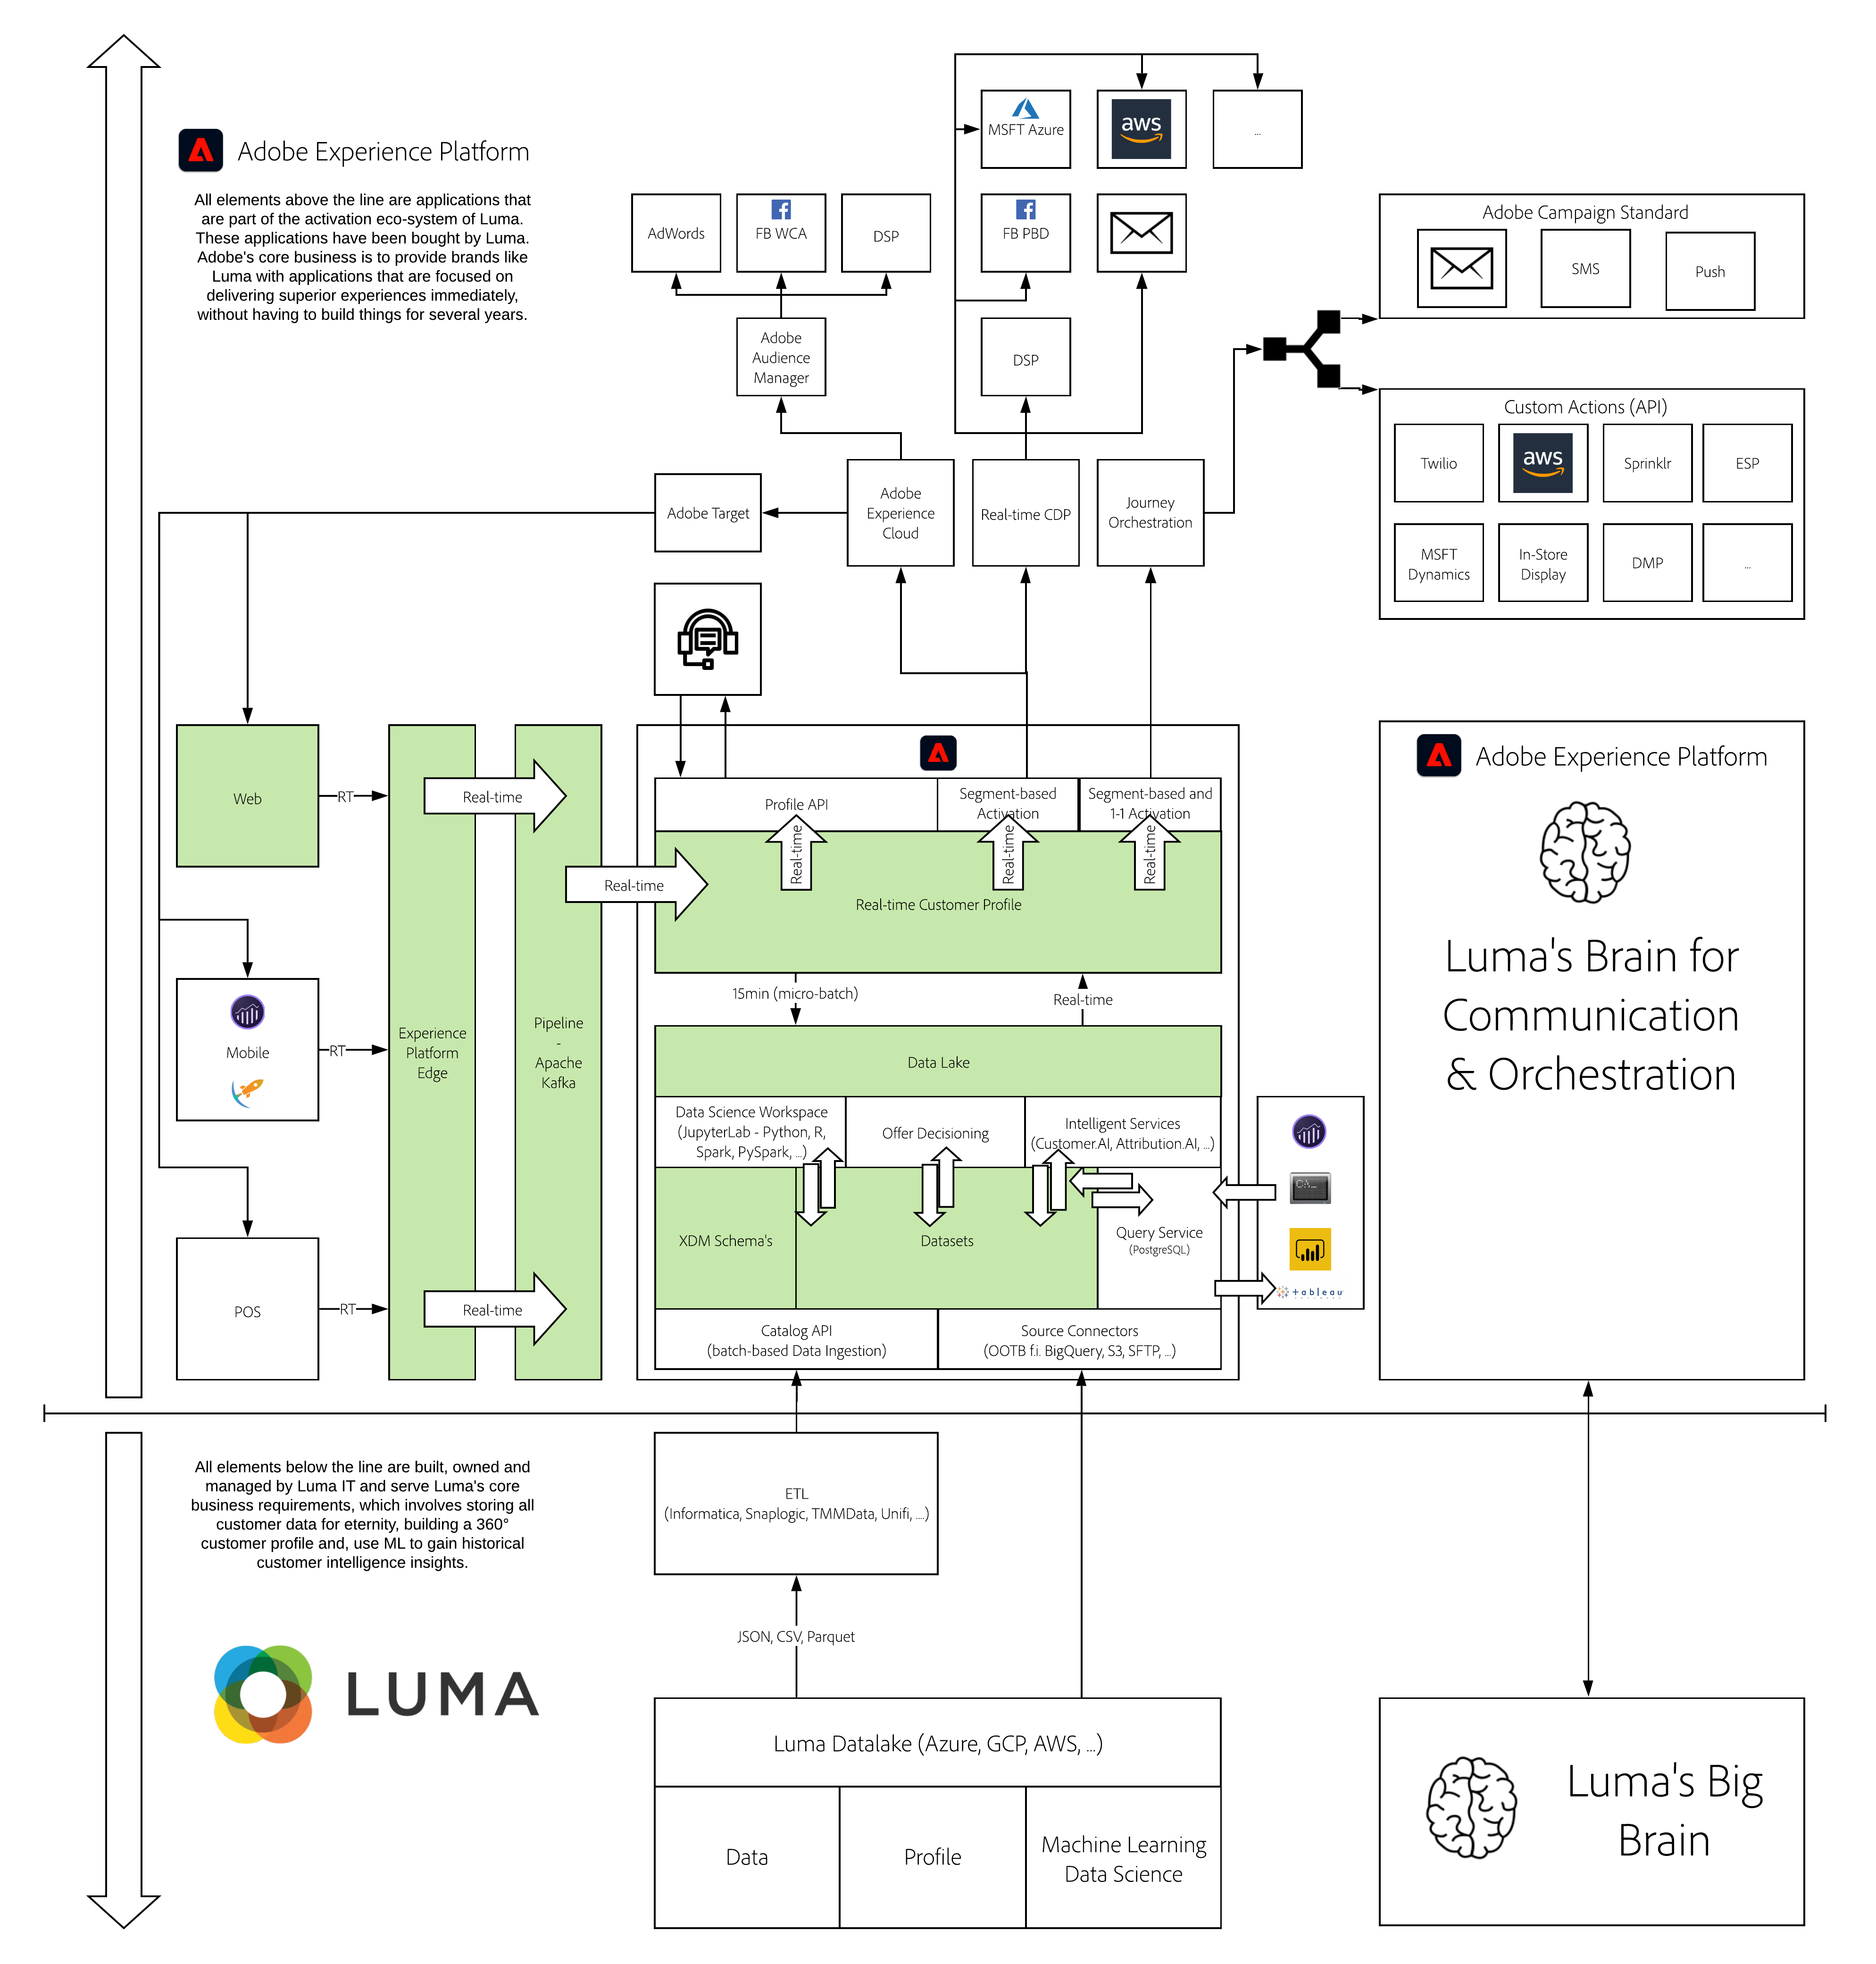 Adobe Experience Platform
All elements above the line are applications that
are part of the activation eco-system of Luma.
These applications have been bought by Luma.
Adobe's core business is to provide brands like
Luma with applications that are focused on
delivering superior experiences immediately,
without having to build things for several years.
MSFT Azure
aws
...
AdWords
FB WCA
DSP
FB PBD
Adobe
Audience
Manager
DSP
Adobe Campaign Standard
SMS
Push
Custom Actions (API)
Twilio
aws
Sprinklr
ESP
MSFT
Dynamics
In-Store
Display
DMP
...
Adobe Target
Adobe
Experience
Cloud
Real-time CDP
Journey
Orchestration
Web
RT
Mobile
RT
POS
RT
Experience
Platform
Edge
Pipeline
-
Apache
Kafka
Real-time
Real-time
Real-time
Profile API
Segment-based
Activation
Segment-based and
1-1 Activation
Real-time
Real-time
Real-time
Real-time Customer Profile
15min (micro-batch)
Real-time
Data Lake
Data Science Workspace
(JupyterLab - Python, R,
Spark, PySpark, ...)
Offer Decisioning
Intelligent Services
(Customer.AI, Attribution.AI, ...)
XDM Schema's
Datasets
Query Service
(PostgreSQL)
Catalog API
(batch-based Data Ingestion)
Source Connectors
(OOTB f.i. BigQuery, S3, SFTP, ...)
C:\_
+ a b l e a u
Adobe Experience Platform
Luma's Brain for
Communication
& Orchestration
All elements below the line are built, owned and
managed by Luma IT and serve Luma's core
business requirements, which involves storing all
customer data for eternity, building a 360°
customer profile and, use ML to gain historical
customer intelligence insights.
LUMA
ETL
(Informatica, Snaplogic, TMMData, Unifi, ....)
JSON, CSV, Parquet
Luma Datalake (Azure, GCP, AWS, ...)
Data
Profile
Machine Learning
Data Science
Luma's Big
Brain